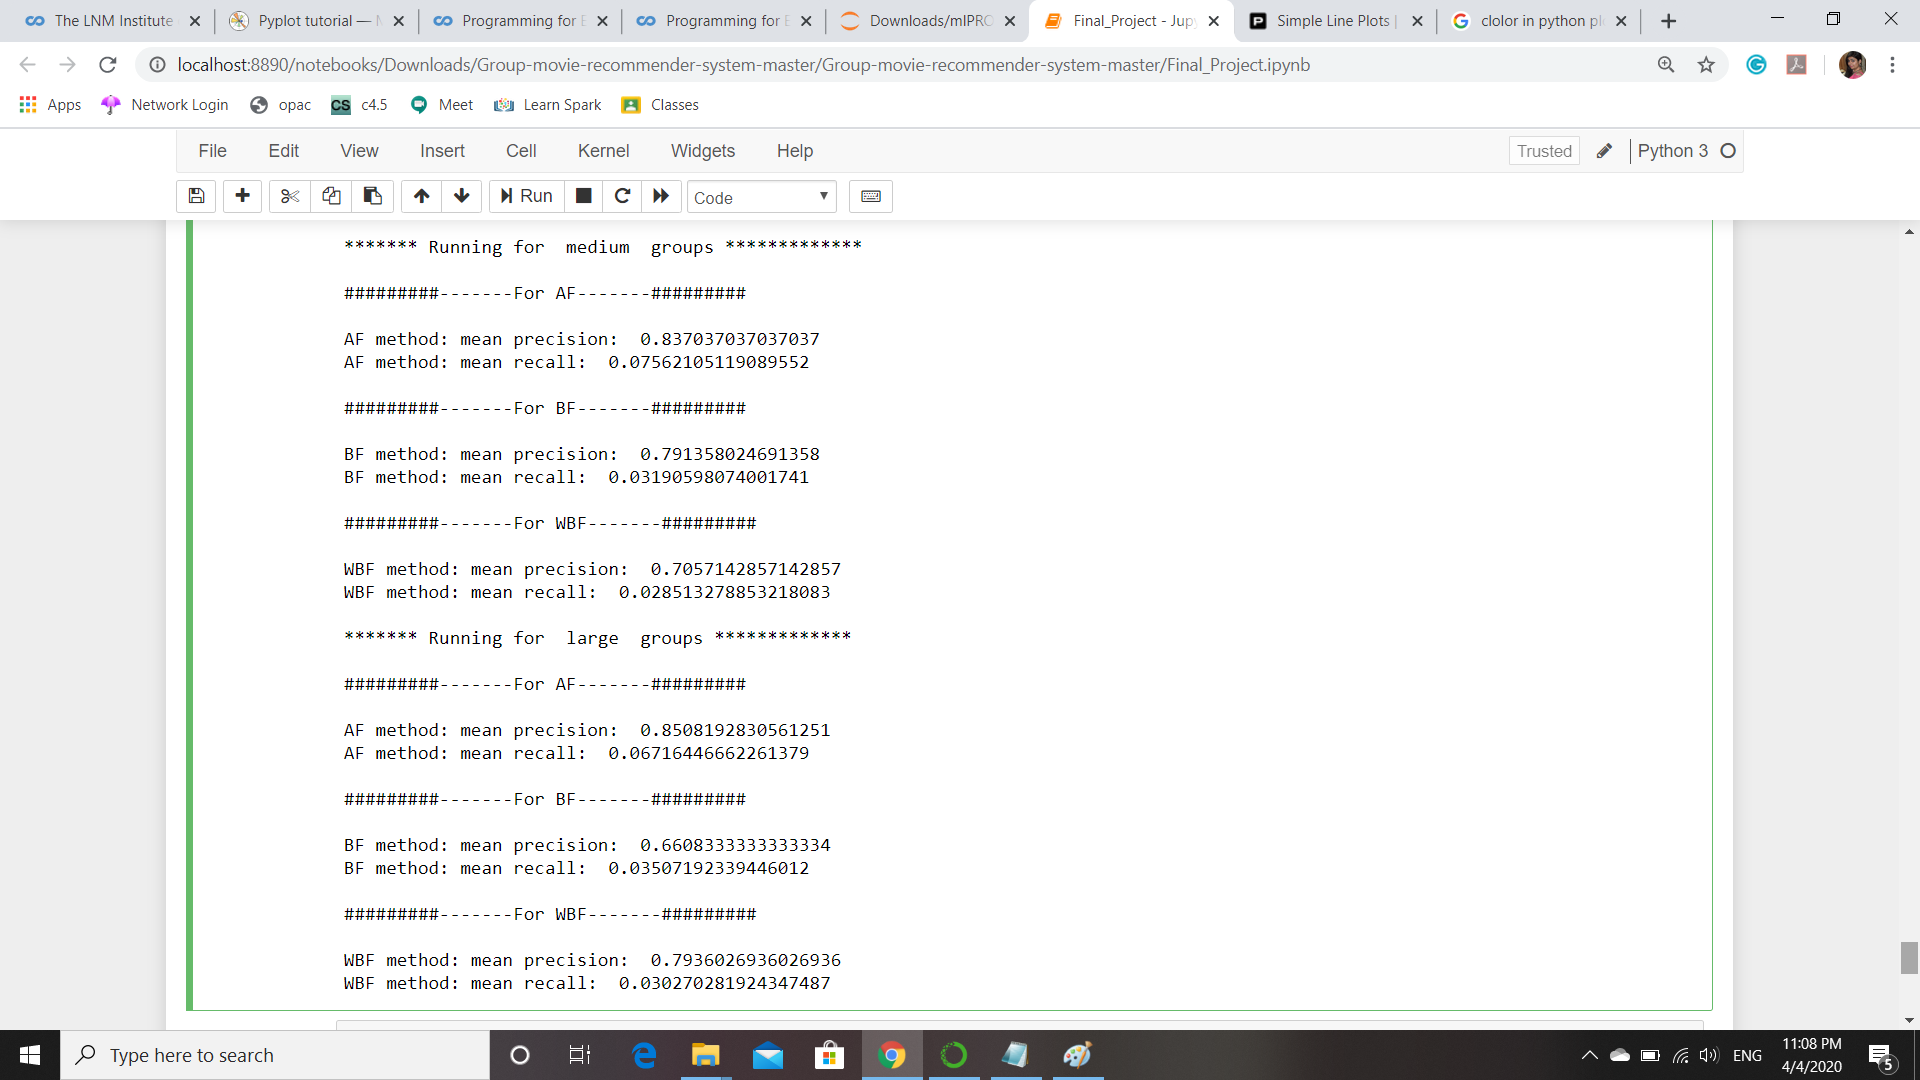 The LNM Institute
Pyplot tutorial —
Programming for
Programming for
Downloads/mlPRO
Final_Project - Jup
Simple Line Plots |
clolor in python pl
localhost:8890/notebooks/Downloads/Group-movie-recommender-system-master/Group-movie-recommender-system-master/Final_Project.ipynb
Apps
Network Login
opac
CS c4.5
Meet
Learn Spark
Classes
File Edit View Insert Cell Kernel Widgets Help
Trusted
Python 3
Run
Code
******* Running for  medium  groups *************
#########-------For AF-------#########
AF method: mean precision:  0.837037037037037
AF method: mean recall:  0.07562105119089552
#########-------For BF-------#########
BF method: mean precision:  0.791358024691358
BF method: mean recall:  0.03190598074001741
#########-------For WBF-------#########
WBF method: mean precision:  0.7057142857142857
WBF method: mean recall:  0.028513278853218083
******* Running for  large  groups *************
#########-------For AF-------#########
AF method: mean precision:  0.8508192830561251
AF method: mean recall:  0.06716446662261379
#########-------For BF-------#########
BF method: mean precision:  0.6608333333333334
BF method: mean recall:  0.03507192339446012
#########-------For WBF-------#########
WBF method: mean precision:  0.7936026936026936
WBF method: mean recall:  0.030270281924347487
Type here to search
ENG
11:08 PM
4/4/2020
5